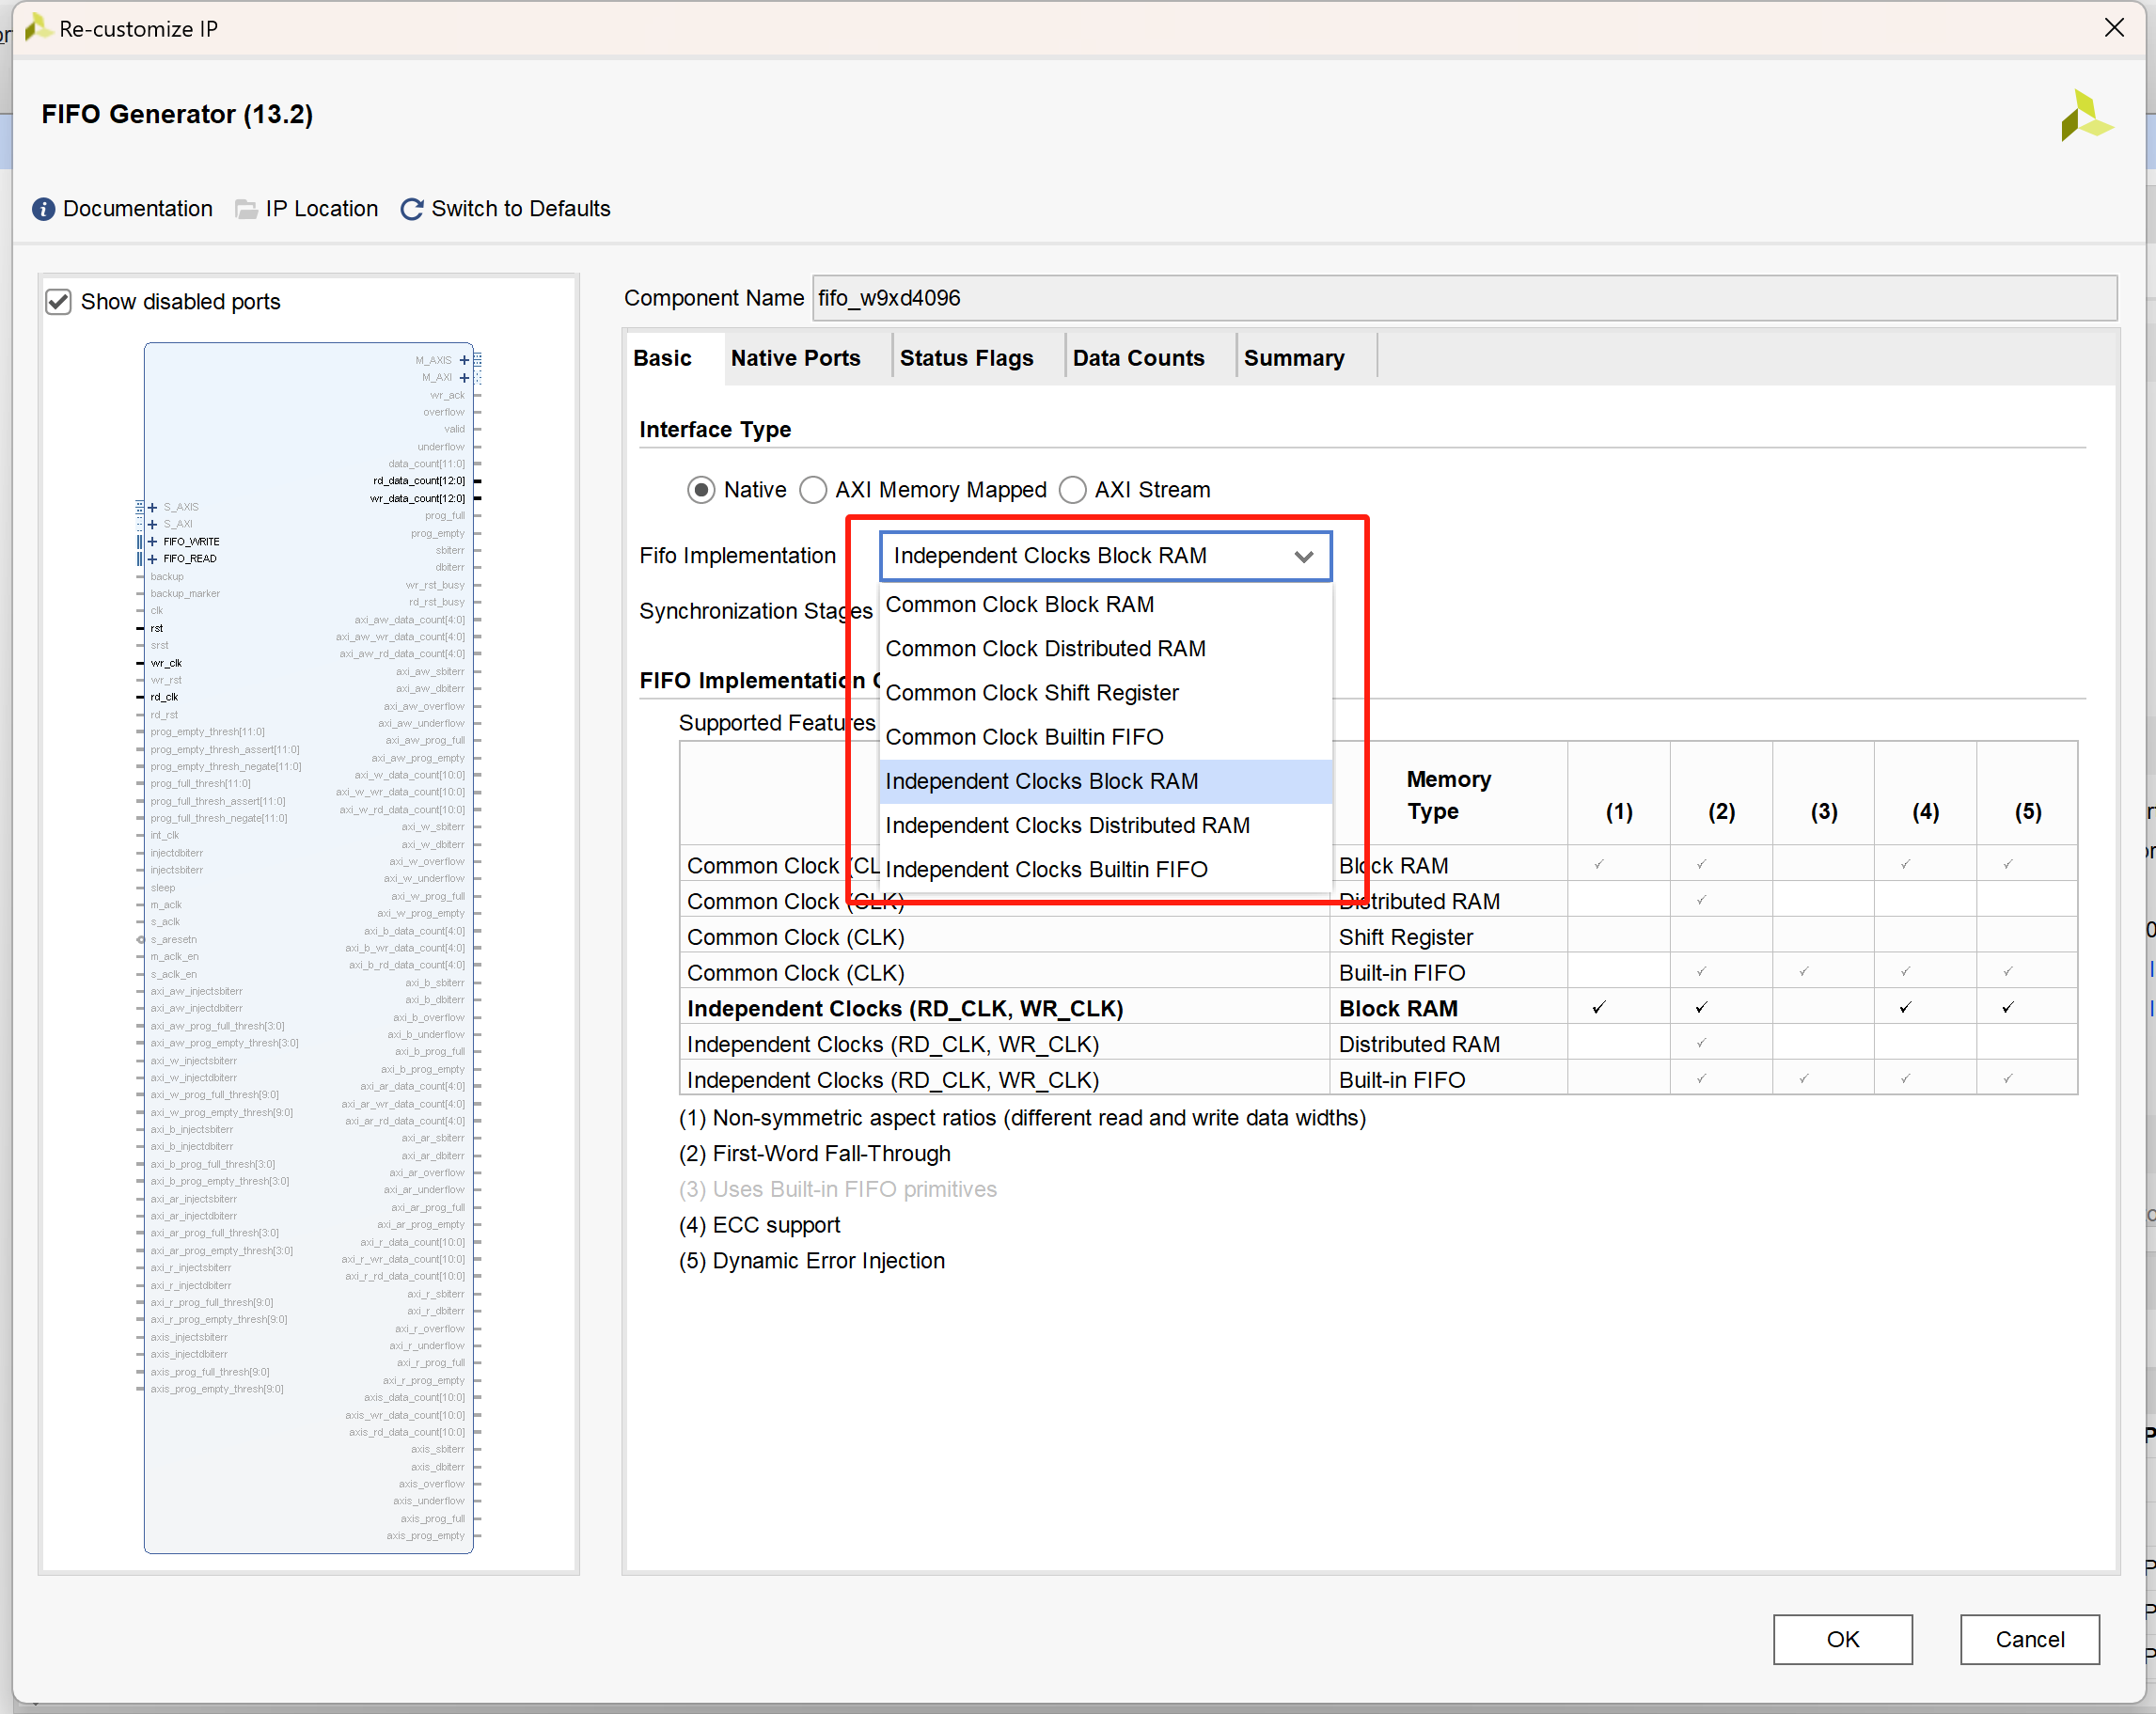 Re-customize IP
FIFO Generator (13.2)
Documentation IP Location Switch to Defaults
Show disabled ports
M_AXIS
M_AXI
wr_ack
overflow
valid
underflow
data_count[11:0]
rd_data_count[12:0]
wr_data_count[12:0]
prog_full
prog_empty
sbiterr
dbiterr
wr_rst_busy
rd_rst_busy
axi_aw_data_count[4:0]
axi_aw_wr_data_count[4:0]
axi_aw_rd_data_count[4:0]
axi_aw_sbiterr
axi_aw_dbiterr
axi_aw_overflow
axi_aw_underflow
axi_aw_prog_full
axi_aw_prog_empty
axi_w_data_count[10:0]
axi_w_wr_data_count[10:0]
axi_w_rd_data_count[10:0]
axi_w_sbiterr
axi_w_dbiterr
axi_w_overflow
axi_w_underflow
axi_w_prog_full
axi_w_prog_empty
axi_b_data_count[4:0]
axi_b_wr_data_count[4:0]
axi_b_rd_data_count[4:0]
axi_b_sbiterr
axi_b_dbiterr
axi_b_overflow
axi_b_underflow
axi_b_prog_full
axi_b_prog_empty
axi_ar_data_count[4:0]
axi_ar_wr_data_count[4:0]
axi_ar_rd_data_count[4:0]
axi_ar_sbiterr
axi_ar_dbiterr
axi_ar_overflow
axi_ar_underflow
axi_ar_prog_full
axi_ar_prog_empty
axi_r_data_count[10:0]
axi_r_wr_data_count[10:0]
axi_r_rd_data_count[10:0]
axi_r_sbiterr
axi_r_dbiterr
axi_r_overflow
axi_r_underflow
axi_r_prog_full
axi_r_prog_empty
axis_data_count[10:0]
axis_wr_data_count[10:0]
axis_rd_data_count[10:0]
axis_sbiterr
axis_dbiterr
axis_overflow
axis_underflow
axis_prog_full
axis_prog_empty
S_AXIS
S_AXI
FIFO_WRITE
FIFO_READ
backup
backup_marker
clk
rst
srst
wr_clk
wr_rst
rd_clk
rd_rst
prog_empty_thresh[11:0]
prog_empty_thresh_assert[11:0]
prog_empty_thresh_negate[11:0]
prog_full_thresh[11:0]
prog_full_thresh_assert[11:0]
prog_full_thresh_negate[11:0]
int_clk
injectdbiterr
injectsbiterr
sleep
m_aclk
s_aclk
s_aresetn
m_aclk_en
s_aclk_en
axi_aw_injectsbiterr
axi_aw_injectdbiterr
axi_aw_prog_full_thresh[3:0]
axi_aw_prog_empty_thresh[3:0]
axi_w_injectsbiterr
axi_w_injectdbiterr
axi_w_prog_full_thresh[9:0]
axi_w_prog_empty_thresh[9:0]
axi_b_injectsbiterr
axi_b_injectdbiterr
axi_b_prog_full_thresh[3:0]
axi_b_prog_empty_thresh[3:0]
axi_ar_injectsbiterr
axi_ar_injectdbiterr
axi_ar_prog_full_thresh[3:0]
axi_ar_prog_empty_thresh[3:0]
axi_r_injectsbiterr
axi_r_injectdbiterr
axi_r_prog_full_thresh[9:0]
axi_r_prog_empty_thresh[9:0]
axis_injectsbiterr
axis_injectdbiterr
axis_prog_full_thresh[9:0]
axis_prog_empty_thresh[9:0]
Component Name fifo_w9xd4096
Basic Native Ports Status Flags Data Counts Summary
Interface Type
Native AXI Memory Mapped AXI Stream
Fifo Implementation Independent Clocks Block RAM
Synchronization Stages
Common Clock Block RAM
Common Clock Distributed RAM
Common Clock Shift Register
Common Clock Builtin FIFO
Independent Clocks Block RAM
Independent Clocks Distributed RAM
Independent Clocks Builtin FIFO
FIFO Implementation
Supported Features
Memory Type (1) (2) (3) (4) (5)
Common Clock (CL Block RAM ✓ ✓ ✓ ✓
Common Clock (CLK) Distributed RAM ✓
Common Clock (CLK) Shift Register
Common Clock (CLK) Built-in FIFO ✓ ✓ ✓ ✓
Independent Clocks (RD_CLK, WR_CLK) Block RAM ✓ ✓ ✓ ✓
Independent Clocks (RD_CLK, WR_CLK) Distributed RAM ✓
Independent Clocks (RD_CLK, WR_CLK) Built-in FIFO ✓ ✓ ✓ ✓
(1) Non-symmetric aspect ratios (different read and write data widths)
(2) First-Word Fall-Through
(3) Uses Built-in FIFO primitives
(4) ECC support
(5) Dynamic Error Injection
OK Cancel